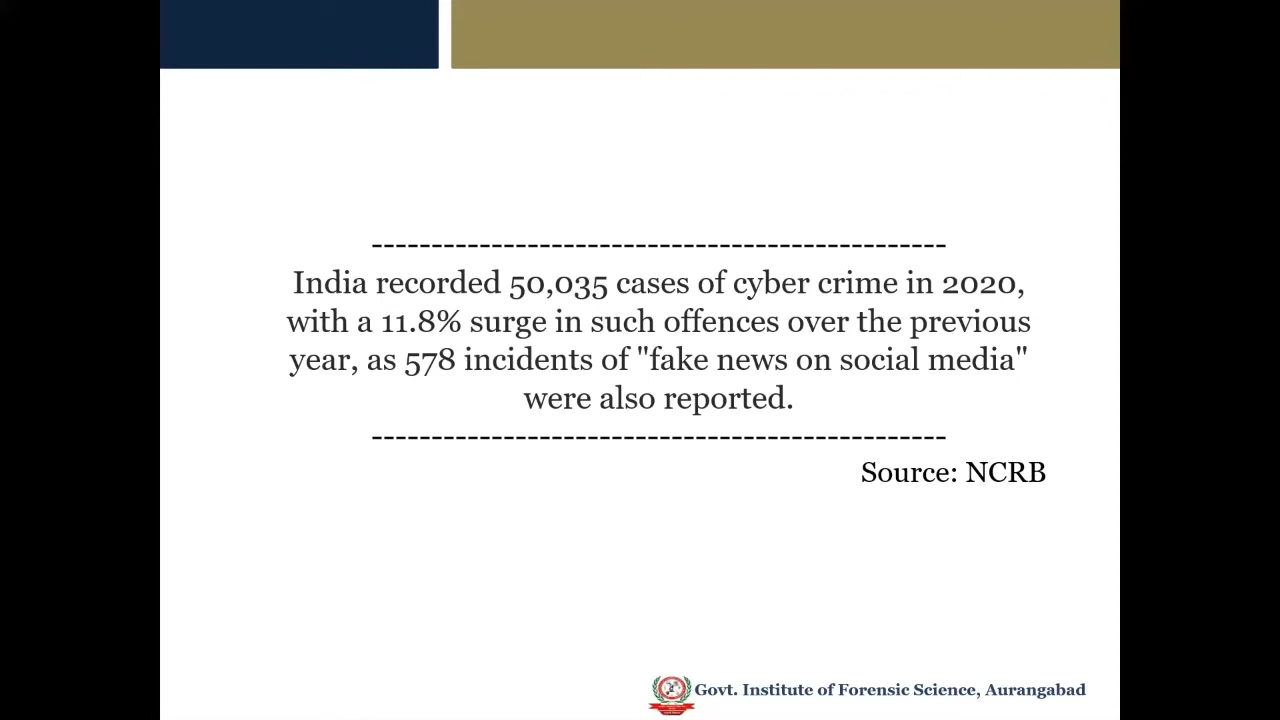 -----------------------------------------------
India recorded 50,035 cases of cyber crime in 2020,
with a 11.8% surge in such offences over the previous
year, as 578 incidents of "fake news on social media"
were also reported.
-----------------------------------------------
Source: NCRB
Govt. Institute of Forensic Science, Aurangabad